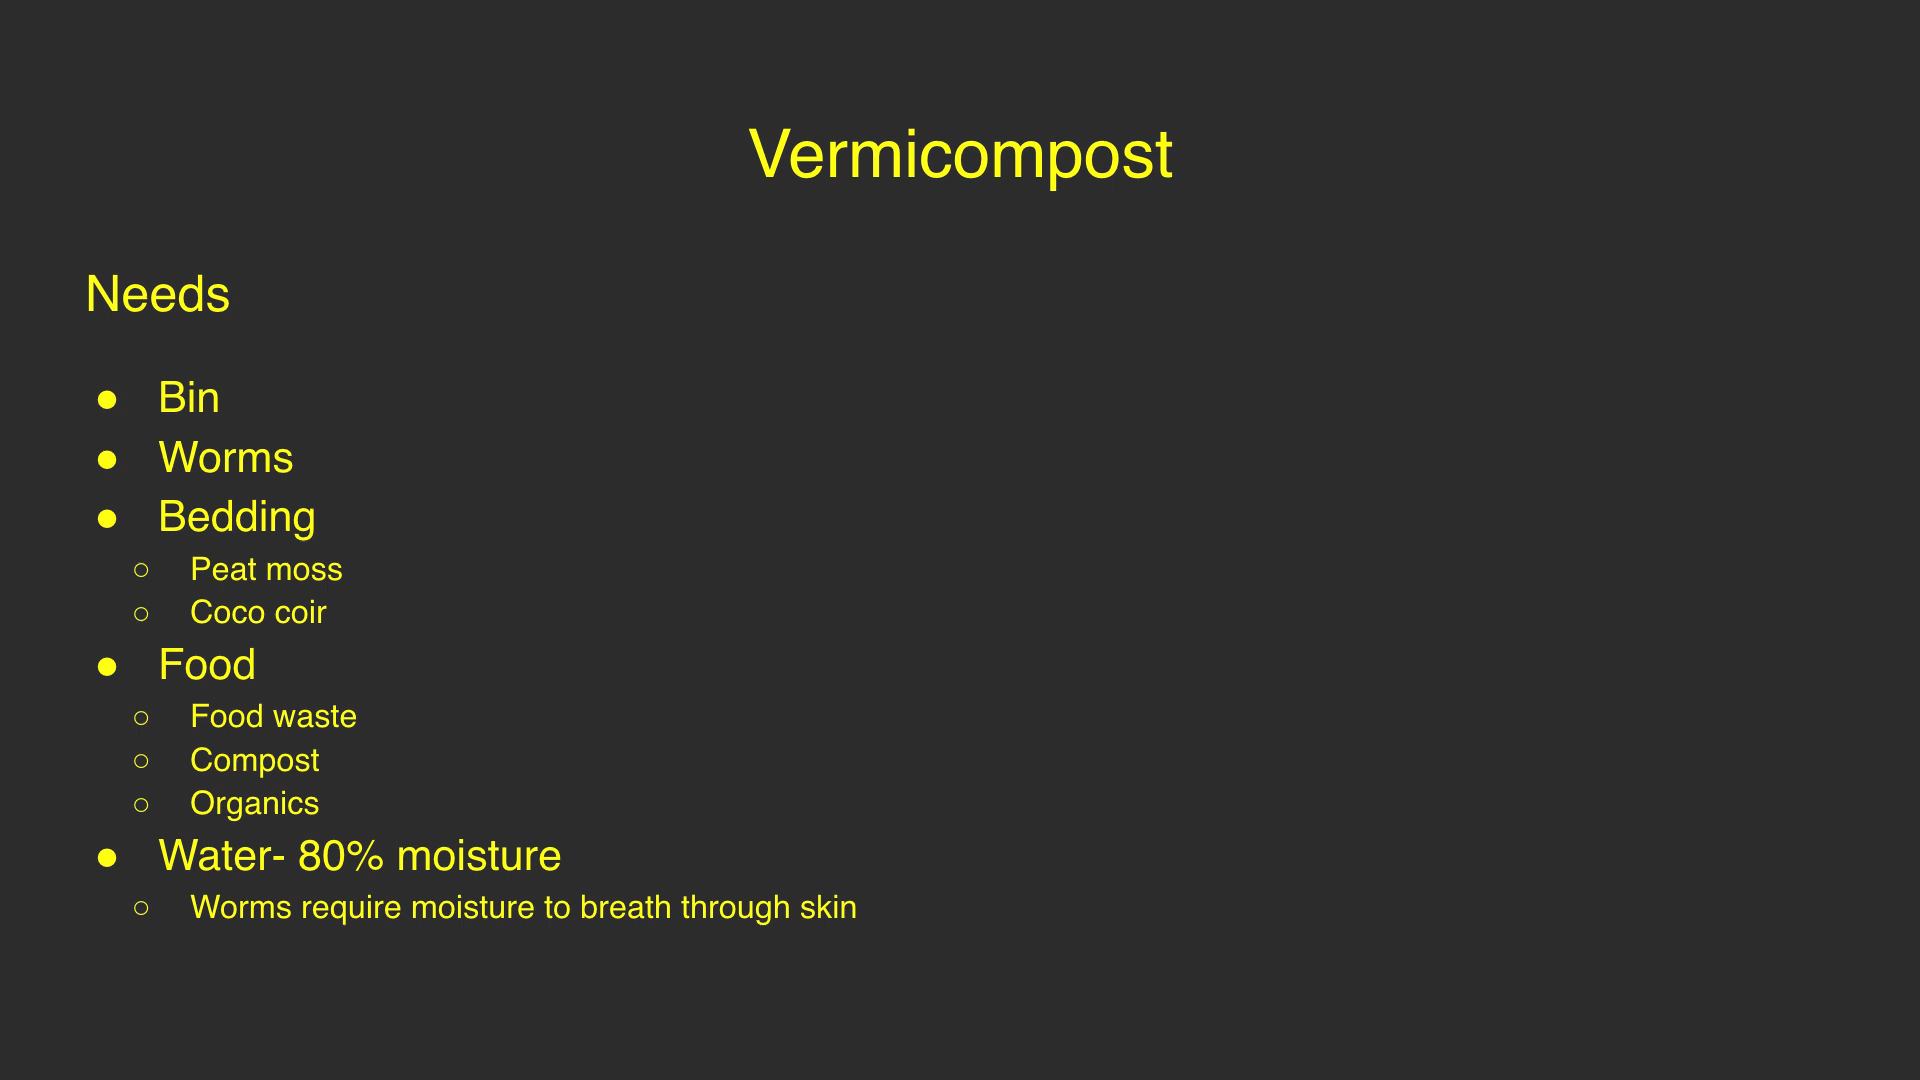 Vermicompost
Needs
● Bin
● Worms
● Bedding
○ Peat moss
○ Coco coir
● Food
○ Food waste
○ Compost
○ Organics
● Water- 80% moisture
○ Worms require moisture to breath through skin